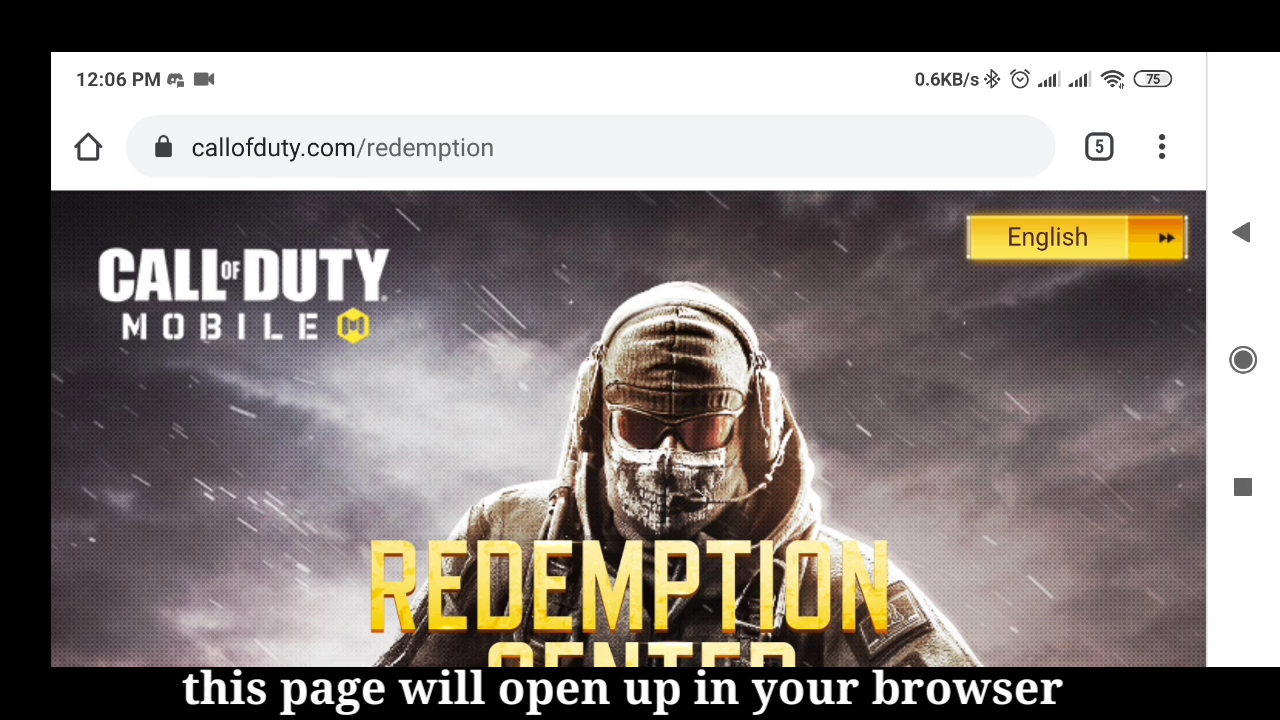 12:06 PM
0.6KB/s
75
callofduty.com/redemption
5
English
CALL OF DUTY
MOBILE
REDEMPTION
CENTER
this page will open up in your browser